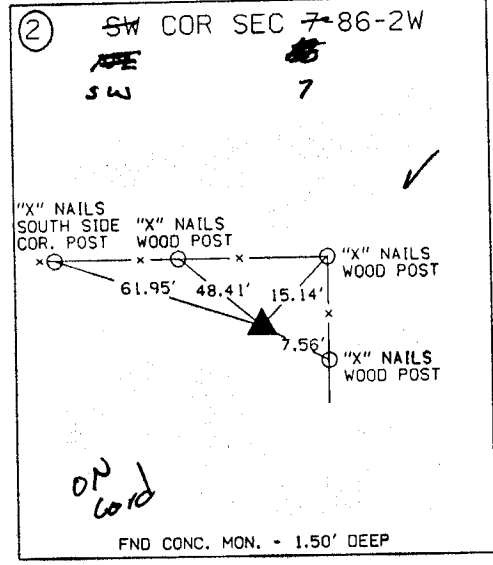 2 SW COR SEC 7-86-2W
SW 7
"X" NAILS
SOUTH SIDE
COR. POST
"X" NAILS
WOOD POST
"X" NAILS
WOOD POST
61.95' 48.41' 15.14'
7.56'
"X" NAILS
WOOD POST
ON
FND CONC. MON. - 1.50' DEEP